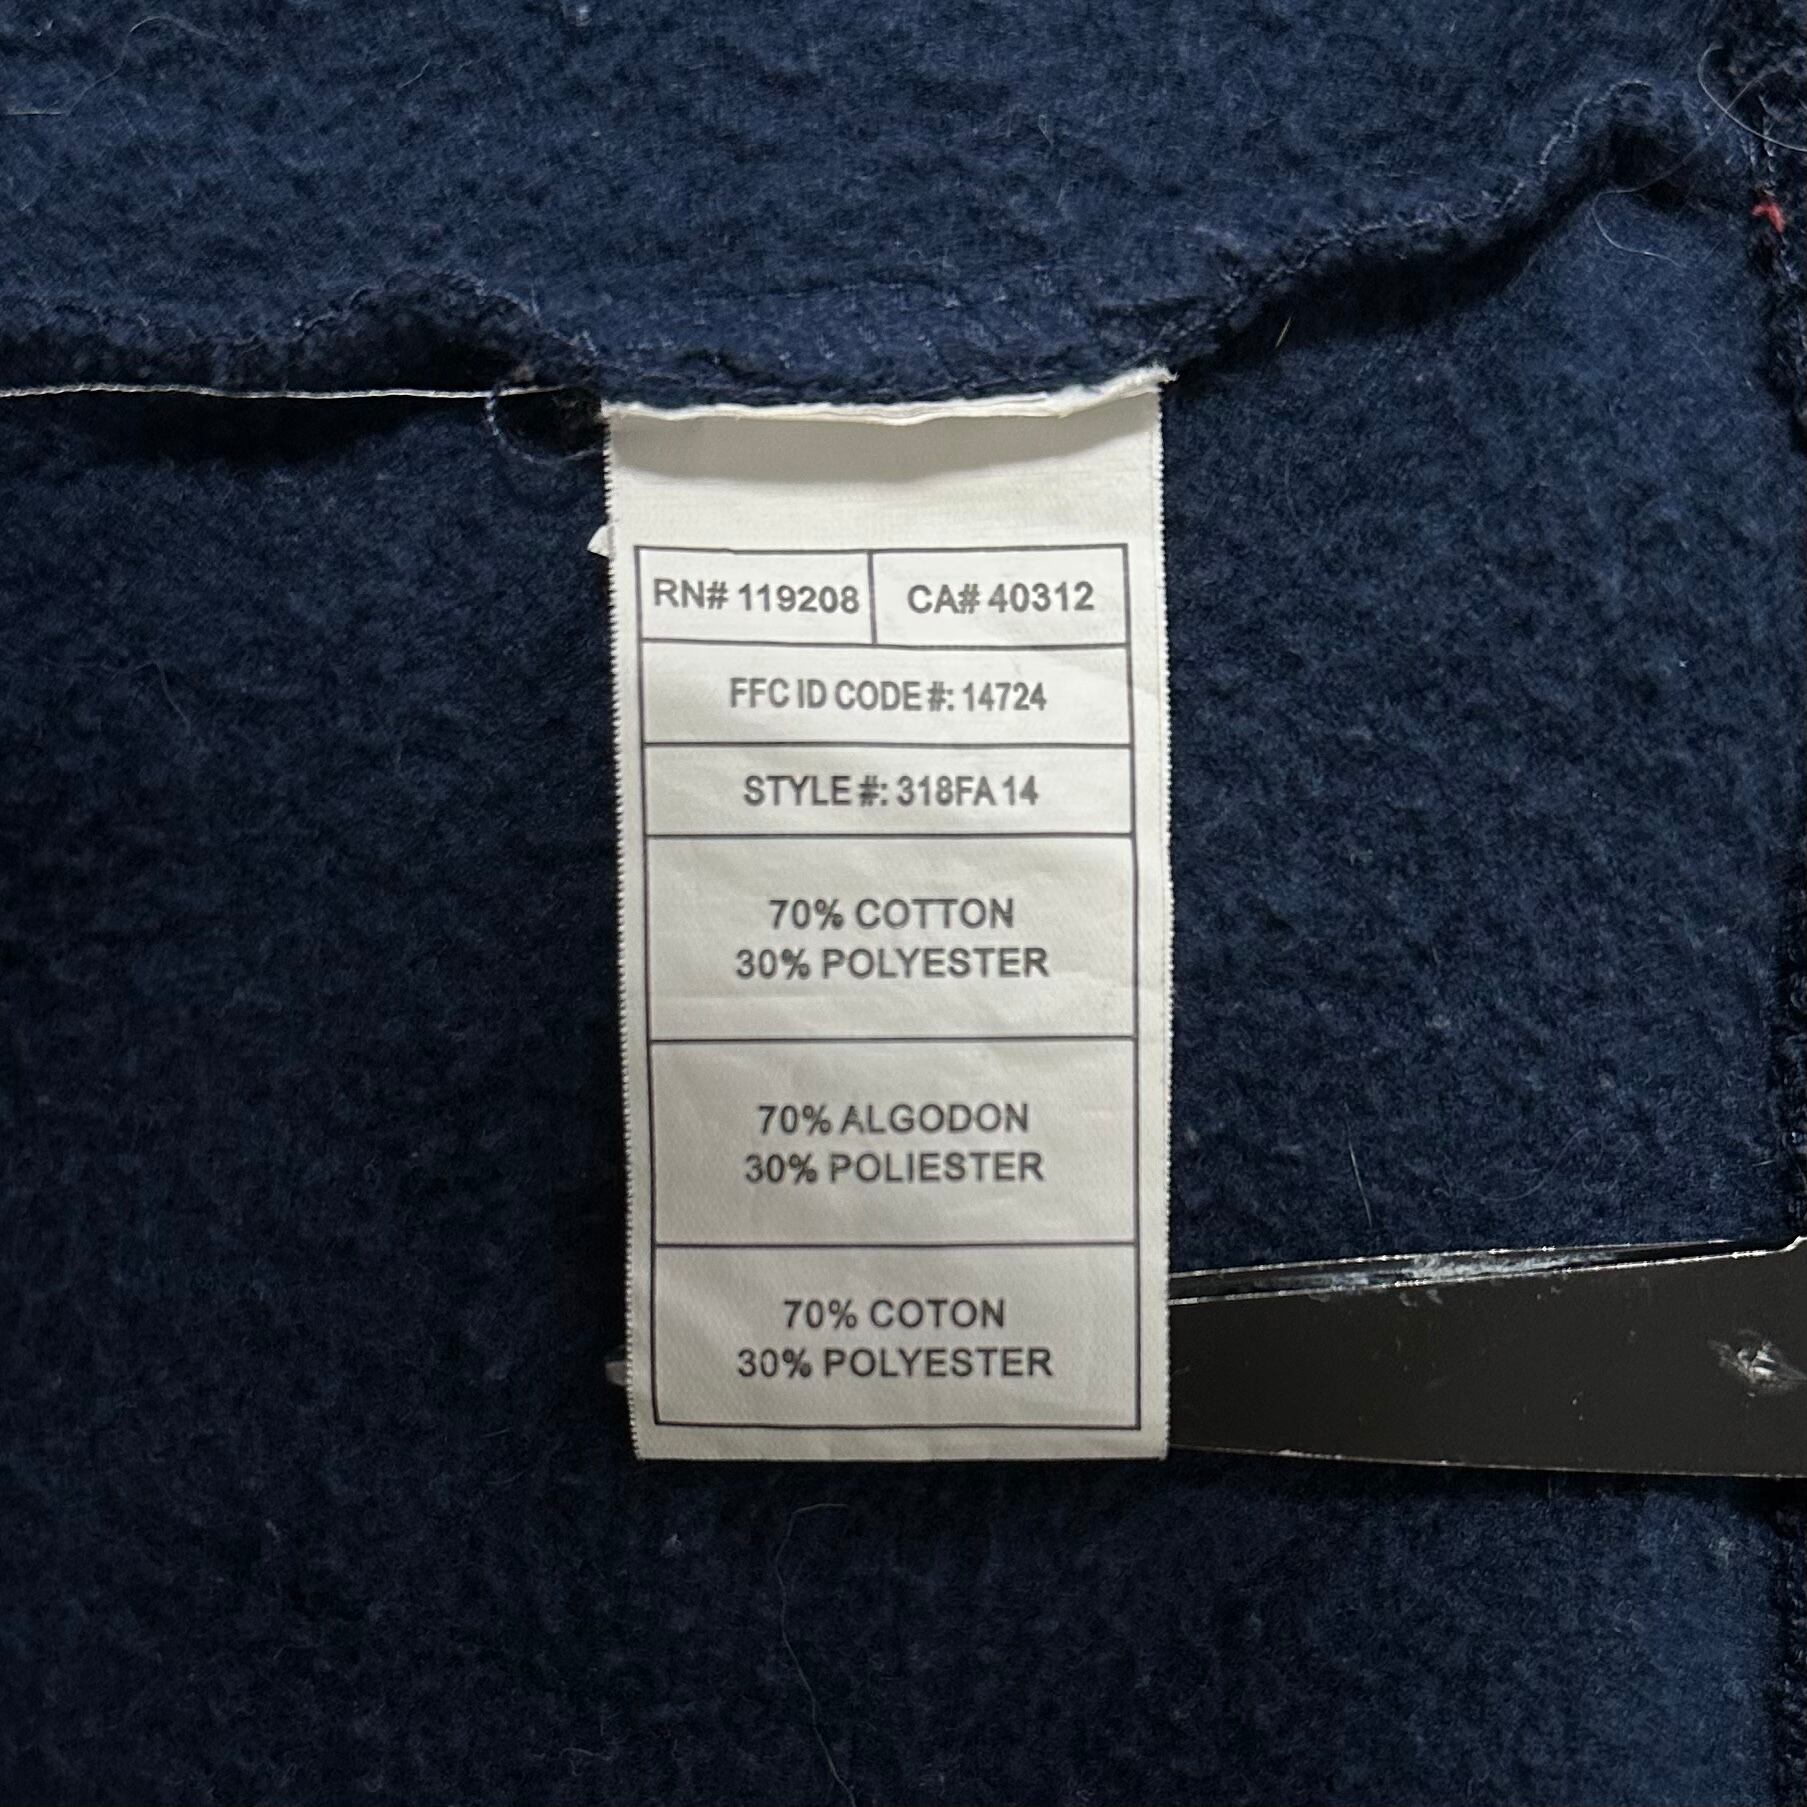 RN# 119208 CA# 40312
FFC ID CODE #: 14724
STYLE #: 318FA 14
70% COTTON
30% POLYESTER
70% ALGODON
30% POLIESTER
70% COTON
30% POLYESTER